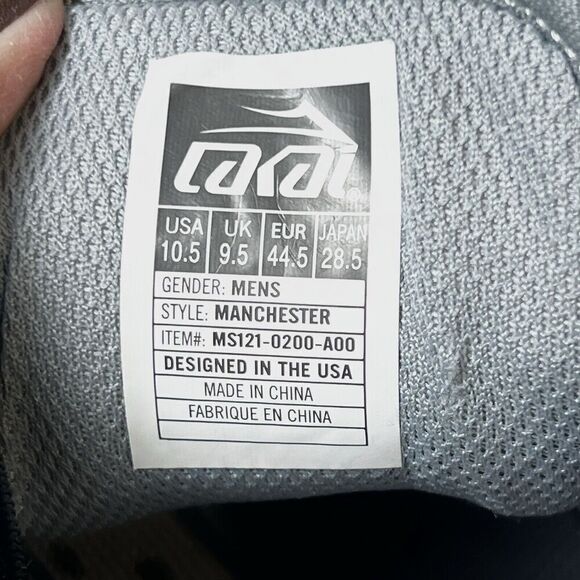 LAKAI
USA UK EUR JAPAN
10.5 9.5 44.5 28.5
GENDER: MENS
STYLE: MANCHESTER
ITEM#: MS121-0200-A00
DESIGNED IN THE USA
MADE IN CHINA
FABRIQUE EN CHINA